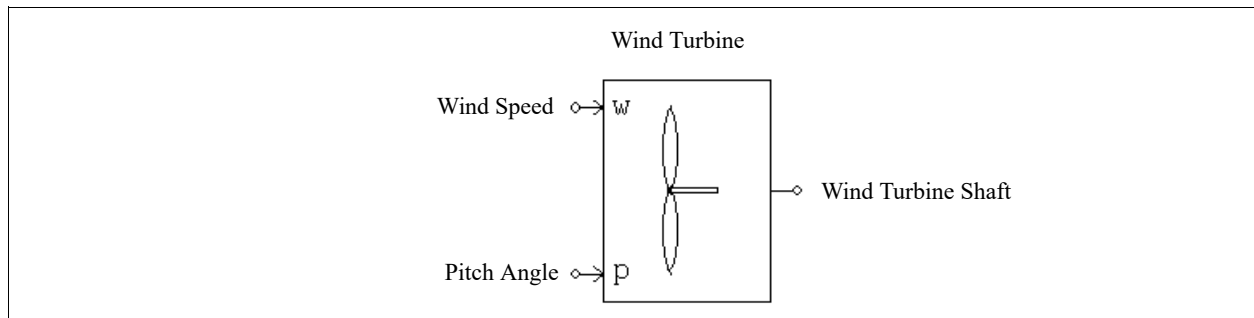 Wind Turbine
Wind Speed
w
Wind Turbine Shaft
Pitch Angle
p